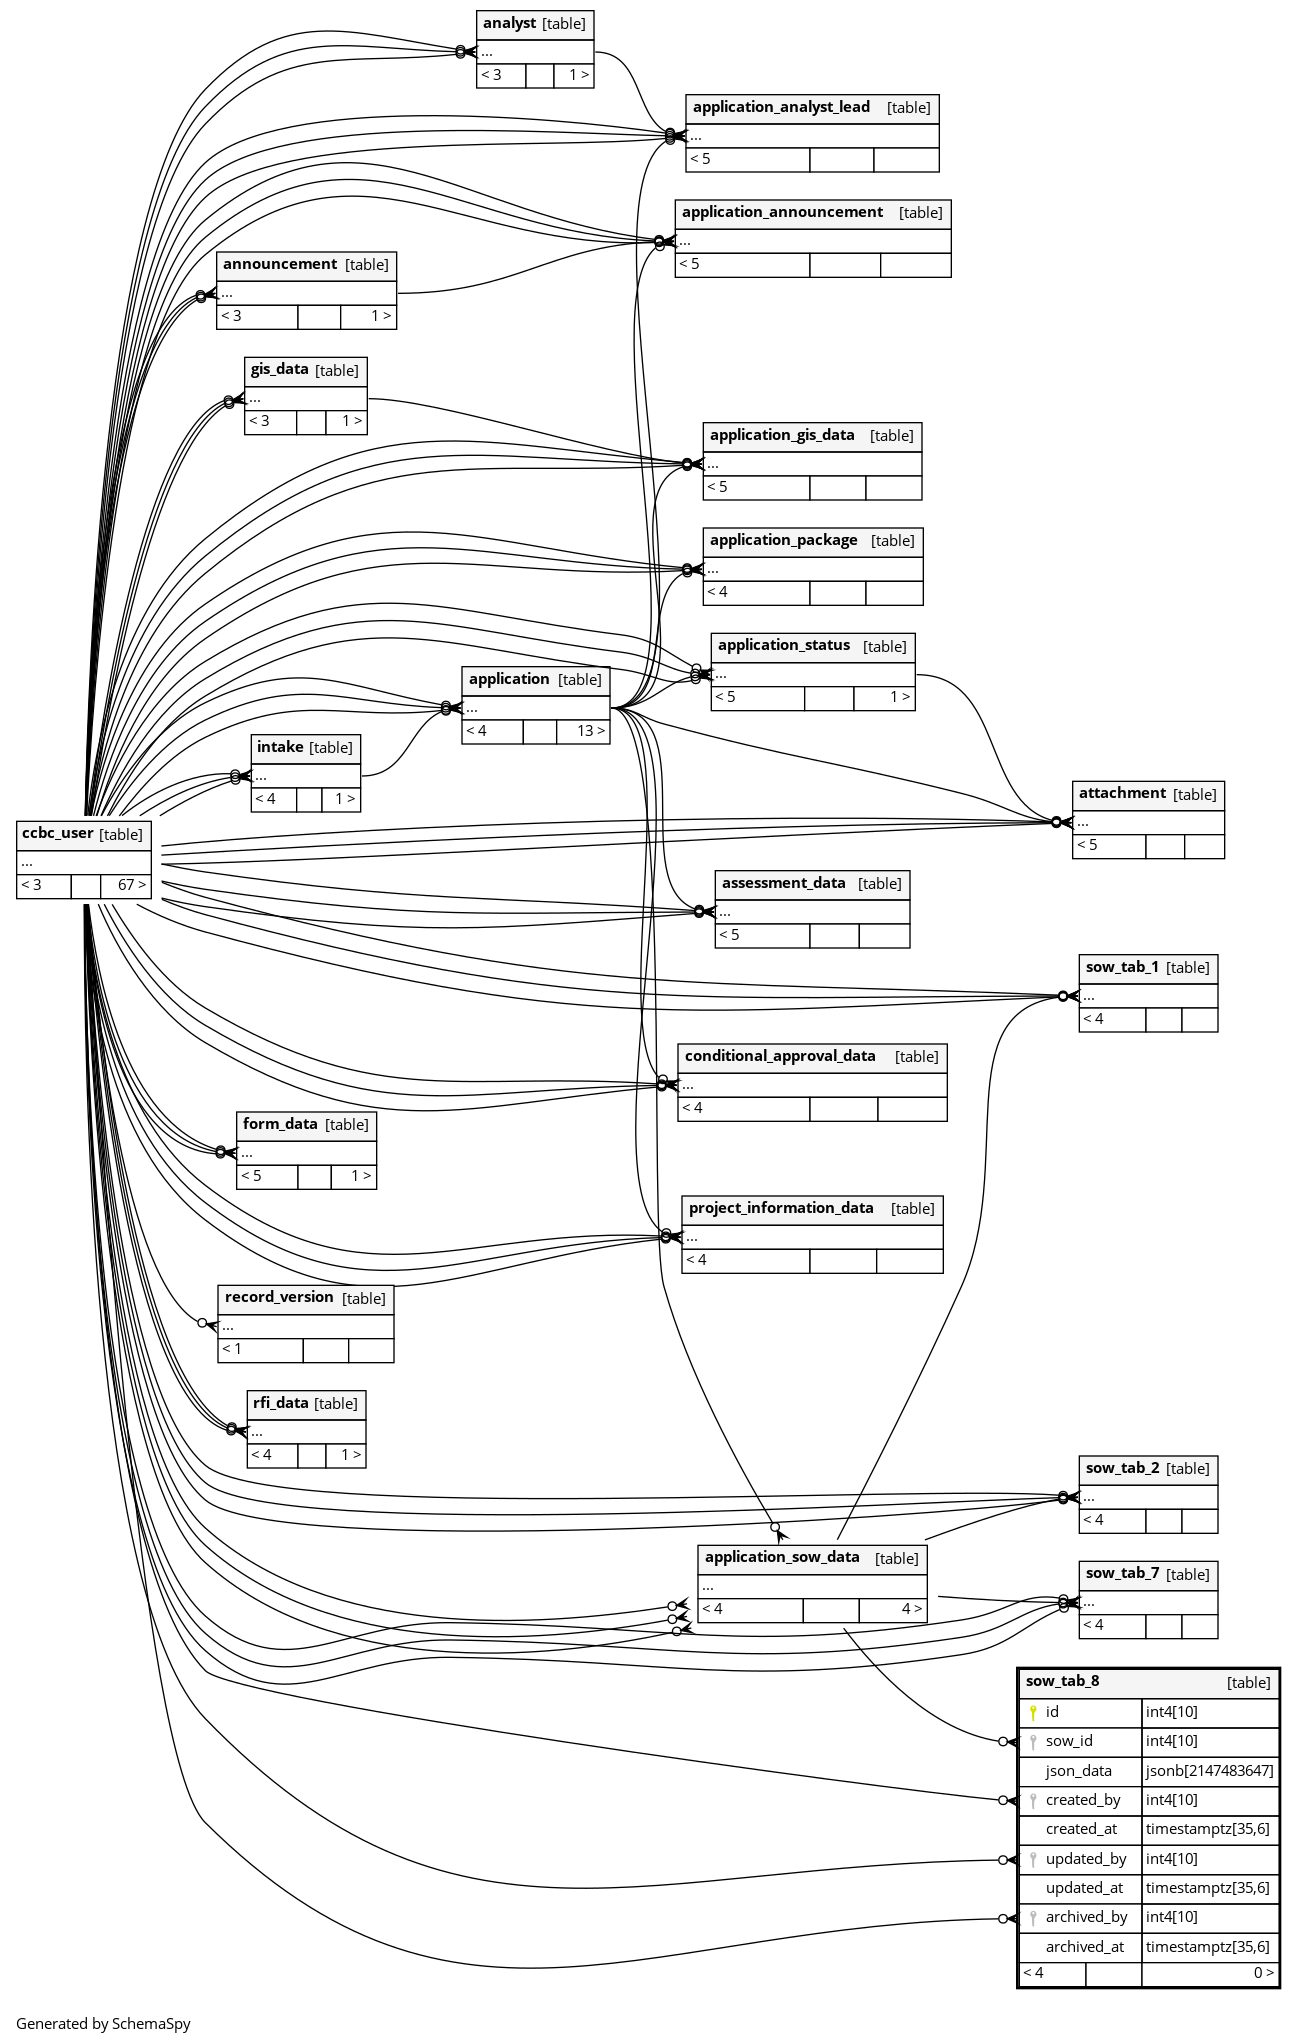 analyst [table]
...
< 3 1 >
application_analyst_lead [table]
...
< 5
application_announcement [table]
...
< 5
announcement [table]
...
< 3 1 >
gis_data [table]
...
< 3 1 >
application_gis_data [table]
...
< 5
application_package [table]
...
< 4
application_status [table]
...
< 5 1 >
application [table]
...
< 4 13 >
intake [table]
...
< 4 1 >
attachment [table]
...
< 5
ccbc_user [table]
...
< 3 67 >
assessment_data [table]
...
< 5
sow_tab_1 [table]
...
< 4
conditional_approval_data [table]
...
< 4
form_data [table]
...
< 5 1 >
project_information_data [table]
...
< 4
record_version [table]
...
< 1
rfi_data [table]
...
< 4 1 >
sow_tab_2 [table]
...
< 4
application_sow_data [table]
...
< 4 4 >
sow_tab_7 [table]
...
< 4
sow_tab_8 [table]
id int4[10]
sow_id int4[10]
json_data jsonb[2147483647]
created_by int4[10]
created_at timestamptz[35,6]
updated_by int4[10]
updated_at timestamptz[35,6]
archived_by int4[10]
archived_at timestamptz[35,6]
< 4 0 >
Generated by SchemaSpy